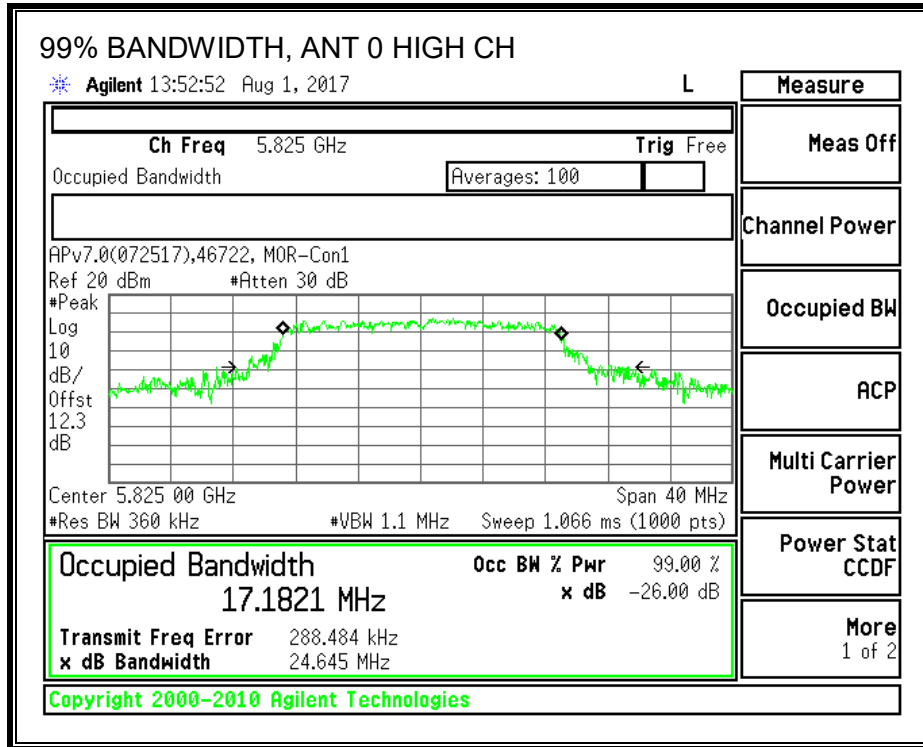 99% BANDWIDTH, ANT 0 HIGH CH
Agilent 13:52:52 Aug 1, 2017 L
Measure
Ch Freq 5.825 GHz Trig Free
Meas Off
Occupied Bandwidth Averages: 100
Channel Power
APv7.0(072517),46722, MOR-Con1
Ref 20 dBm #Atten 30 dB
#Peak
Log
10
dB/
Offst
12.3
dB
Occupied BW
ACP
Multi Carrier
Power
Center 5.825 00 GHz Span 40 MHz
#Res BW 360 kHz #VBW 1.1 MHz Sweep 1.066 ms (1000 pts)
Power Stat
CCDF
Occupied Bandwidth Occ BW % Pwr 99.00 %
17.1821 MHz x dB -26.00 dB
Transmit Freq Error 288.484 kHz
x dB Bandwidth 24.645 MHz
More
1 of 2
Copyright 2000-2010 Agilent Technologies